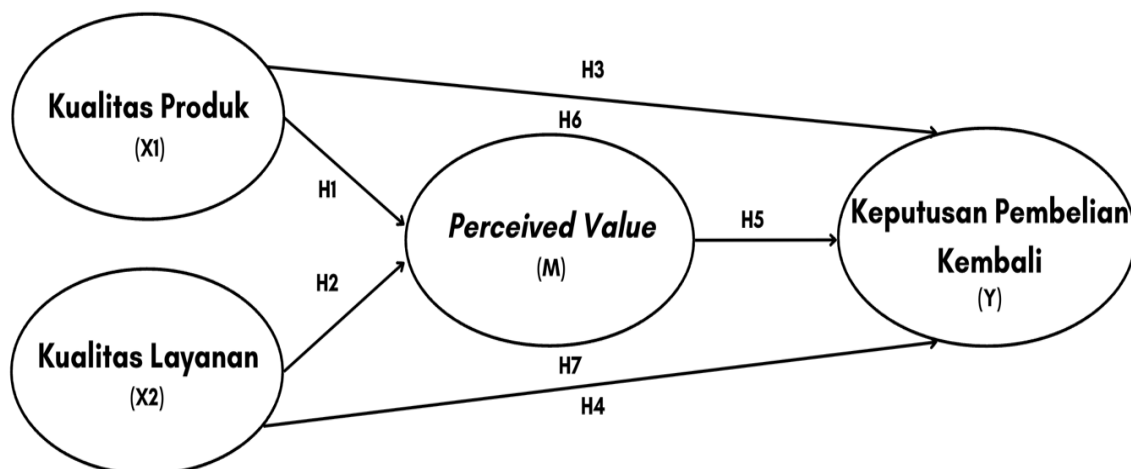 H3
Kualitas Produk
(X1)
H6
H1
Perceived Value
(M)
H5
Keputusan Pembelian
Kembali
(Y)
H2
Kualitas Layanan
(X2)
H7
H4